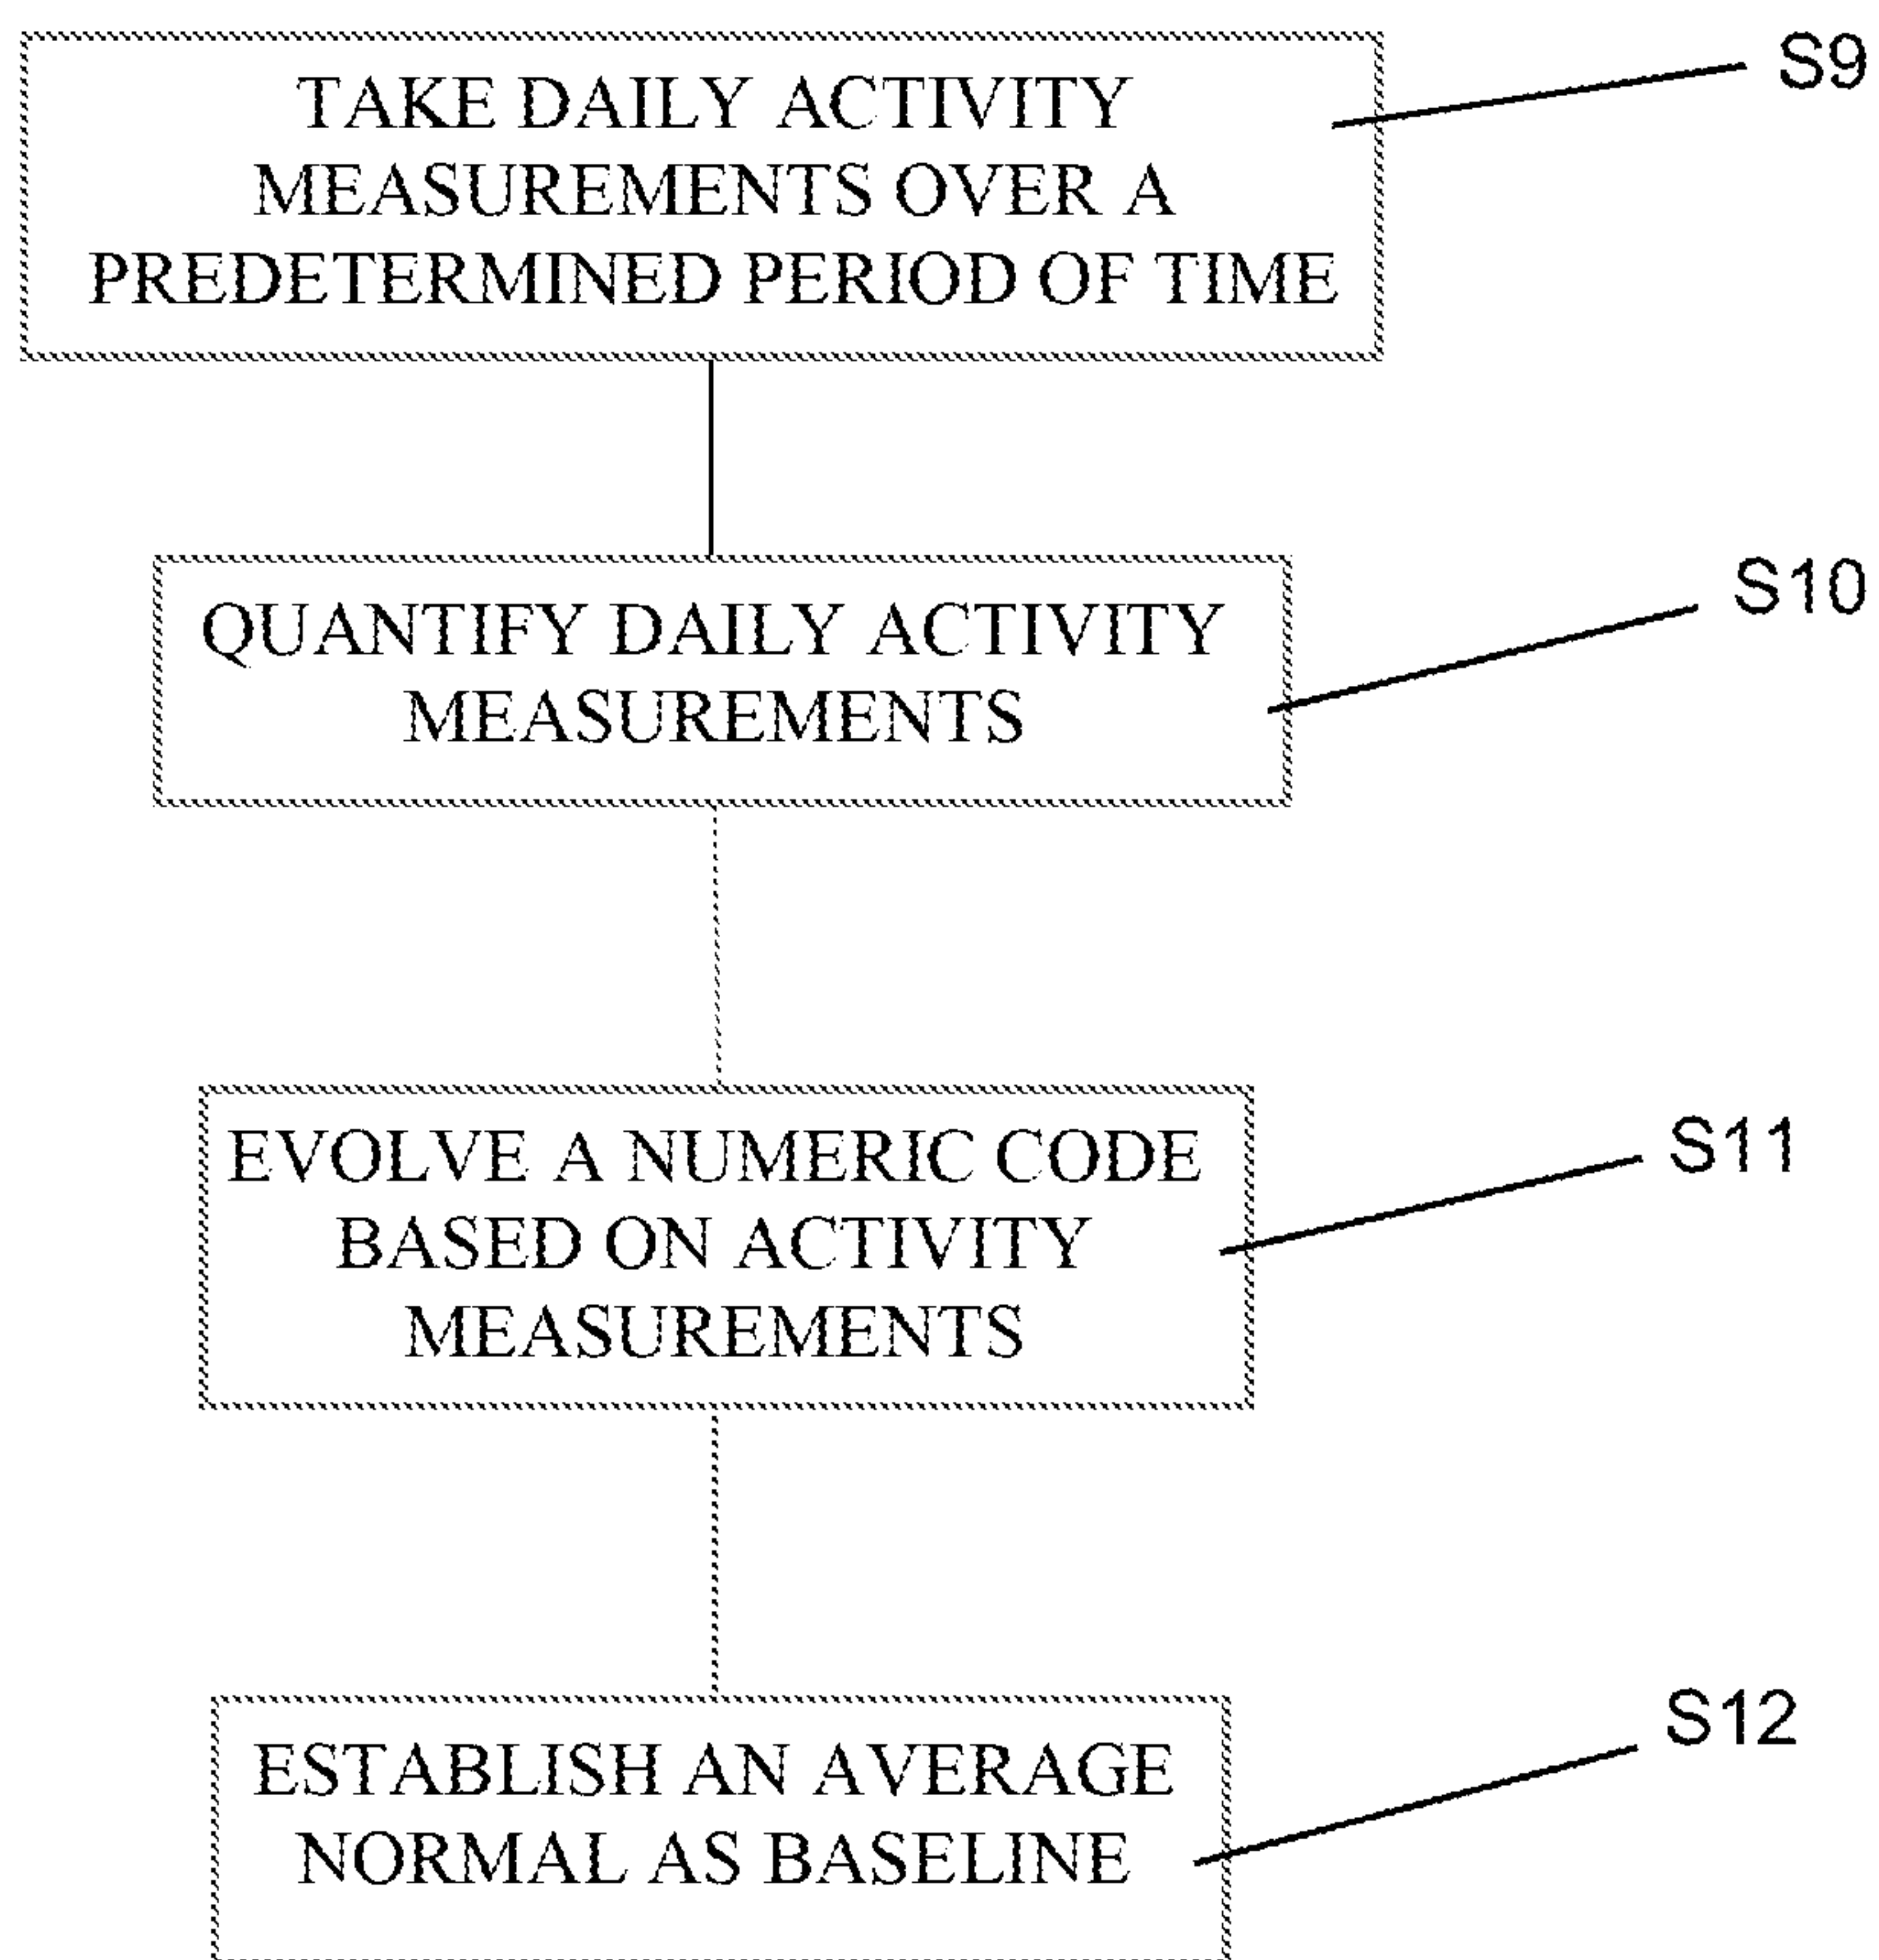 TAKE DAILY ACTIVITY
MEASUREMENTS OVER A
PREDETERMINED PERIOD OF TIME
S9
QUANTIFY DAILY ACTIVITY
MEASUREMENTS
S10
EVOLVE A NUMERIC CODE
BASED ON ACTIVITY
MEASUREMENTS
S11
ESTABLISH AN AVERAGE
NORMAL AS BASELINE
S12